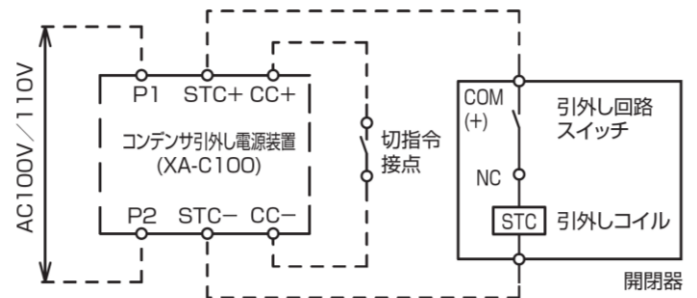 AC100V／110V
P1 STC+ CC+
コンデンサ引外し電源装置
(XA-C100)
P2 STC− CC−
切指令
接点
COM
(+)
引外し回路
スイッチ
NC
STC 引外しコイル
開閉器